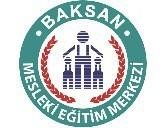 • BAKSAN •
MESLEKİ EĞİTİM MERKEZİ